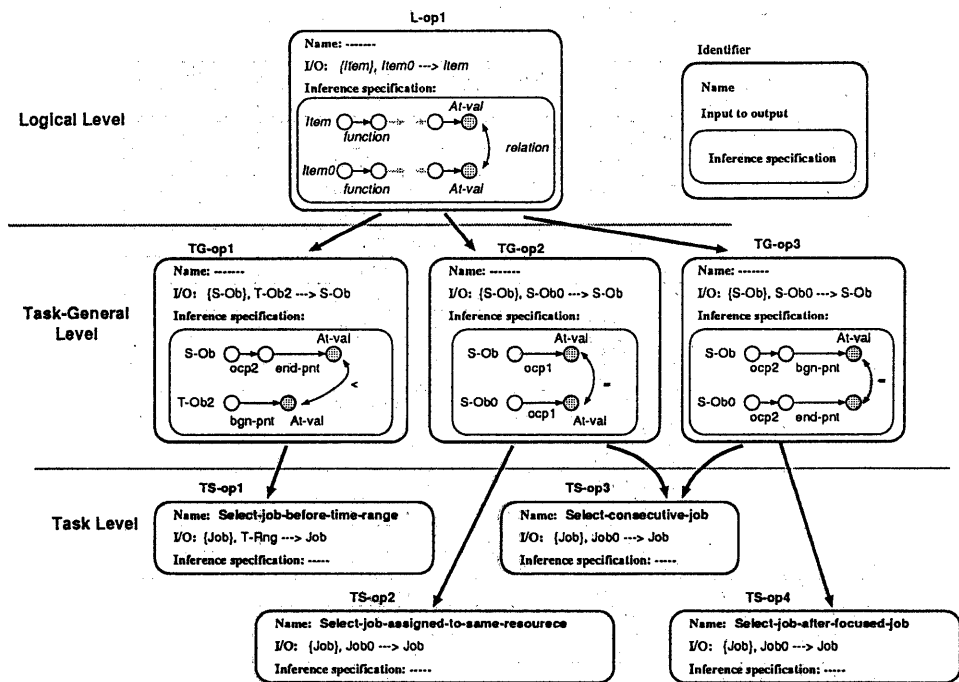 L-op1
Name: -------
I/O: {Item}, Item0 ---> Item
Inference specification:
At-val
Item
function
relation
Item0
function
At-val
Identifier
Name
Input to output
Inference specification
Logical Level
TG-op1
Name: -------
I/O: {S-Ob}, T-Ob2 ---> S-Ob
Inference specification:
At-val
S-Ob
ocp2 end-pnt
<
T-Ob2
bgn-pnt At-val
TG-op2
Name: -------
I/O: {S-Ob}, S-Ob0 ---> S-Ob
Inference specification:
At-val
S-Ob
ocp1
=
S-Ob0
ocp1
At-val
TG-op3
Name: -------
I/O: {S-Ob}, S-Ob0 ---> S-Ob
Inference specification:
At-val
S-Ob
ocp2 bgn-pnt
=
S-Ob0
ocp2 end-pnt
Task-General
Level
Task Level
TS-op1
Name: Select-job-before-time-range
I/O: {Job}, T-Rng ---> Job
Inference specification: -----
TS-op3
Name: Select-consecutive-job
I/O: {Job}, Job0 ---> Job
Inference specification: -----
TS-op2
Name: Select-job-assigned-to-same-resourece
I/O: {Job}, Job0 ---> Job
Inference specification: -----
TS-op4
Name: Select-job-after-focused-job
I/O: {Job}, Job0 ---> Job
Inference specification: -----